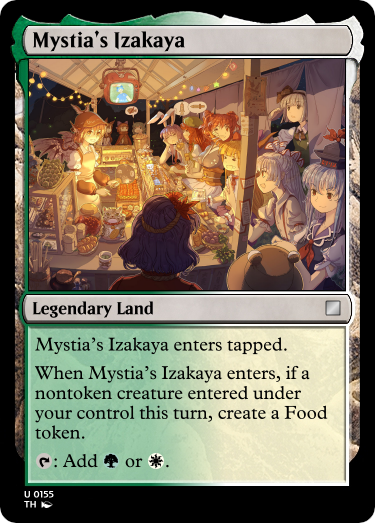 Mystia's Izakaya
Legendary Land
Mystia's Izakaya enters tapped.
When Mystia's Izakaya enters, if a
nontoken creature entered under
your control this turn, create a Food
token.
: Add or .
U 0155
TH